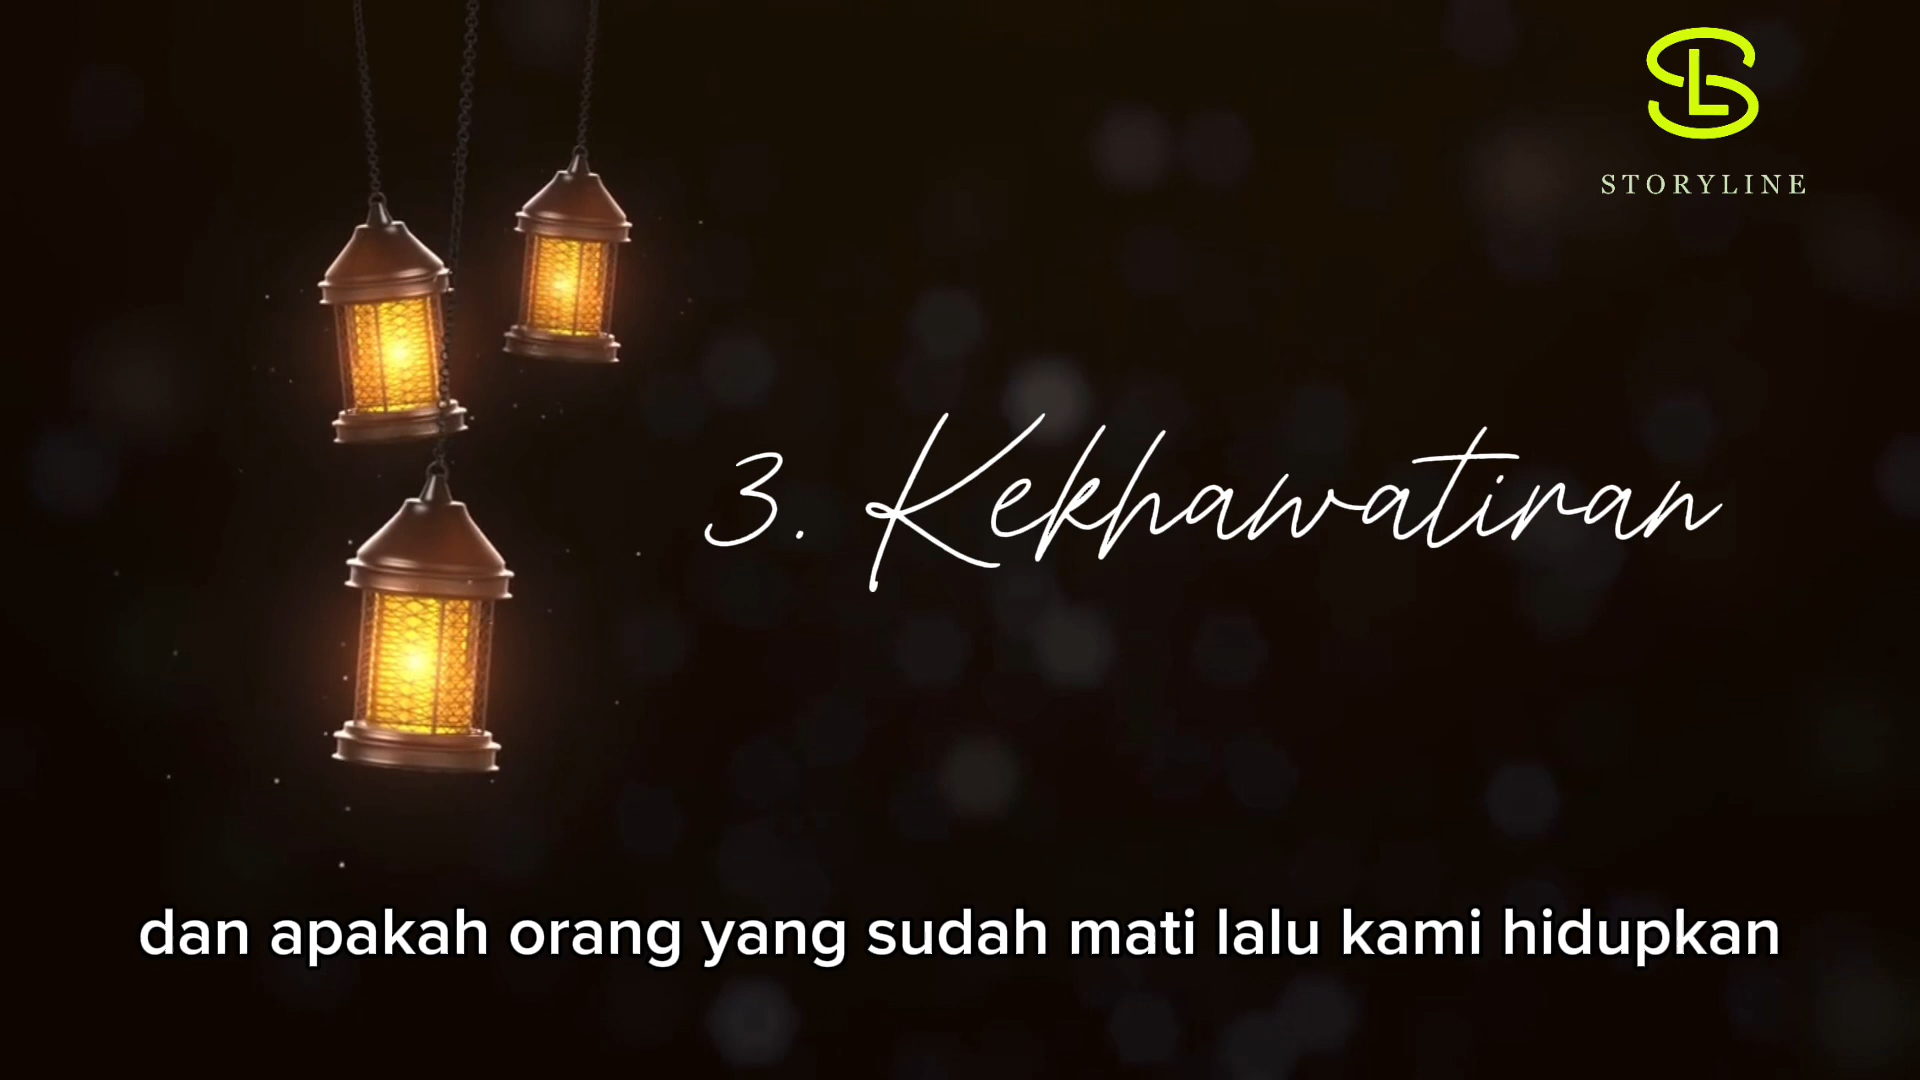 STORYLINE
3. Kekhawatiran
dan apakah orang yang sudah mati lalu kami hidupkan